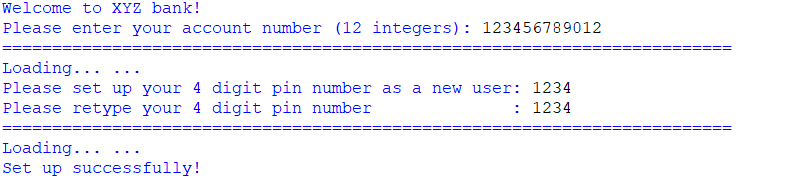 Welcome to XYZ bank!
Please enter your account number (12 integers): 123456789012
=========================================================================
Loading... ...
Please set up your 4 digit pin number as a new user: 1234
Please retype your 4 digit pin number              : 1234
=========================================================================
Loading... ...
Set up successfully!